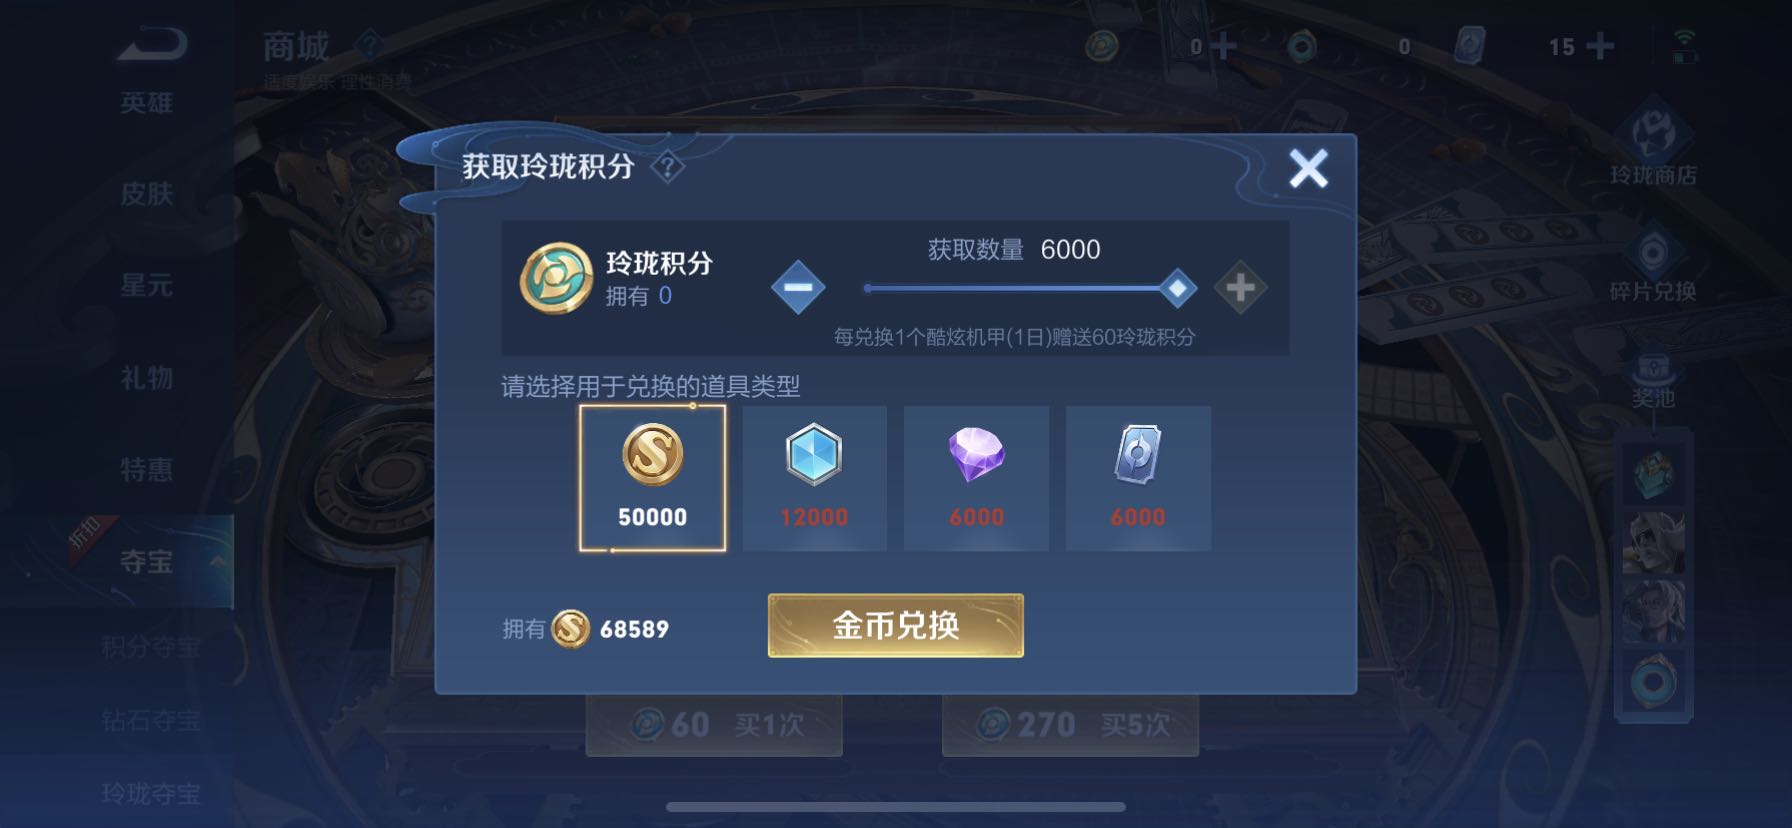 商城
适度娱乐 理性消费
0
0
15
英雄
皮肤
星元
礼物
特惠
折扣
夺宝
积分夺宝
钻石夺宝
玲珑夺宝
获取玲珑积分
玲珑积分
拥有 0
获取数量 6000
每兑换1个酷炫机甲(1日)赠送60玲珑积分
请选择用于兑换的道具类型
50000
12000
6000
6000
拥有 68589
金币兑换
60 买1次
270 买5次
玲珑商店
碎片兑换
奖池